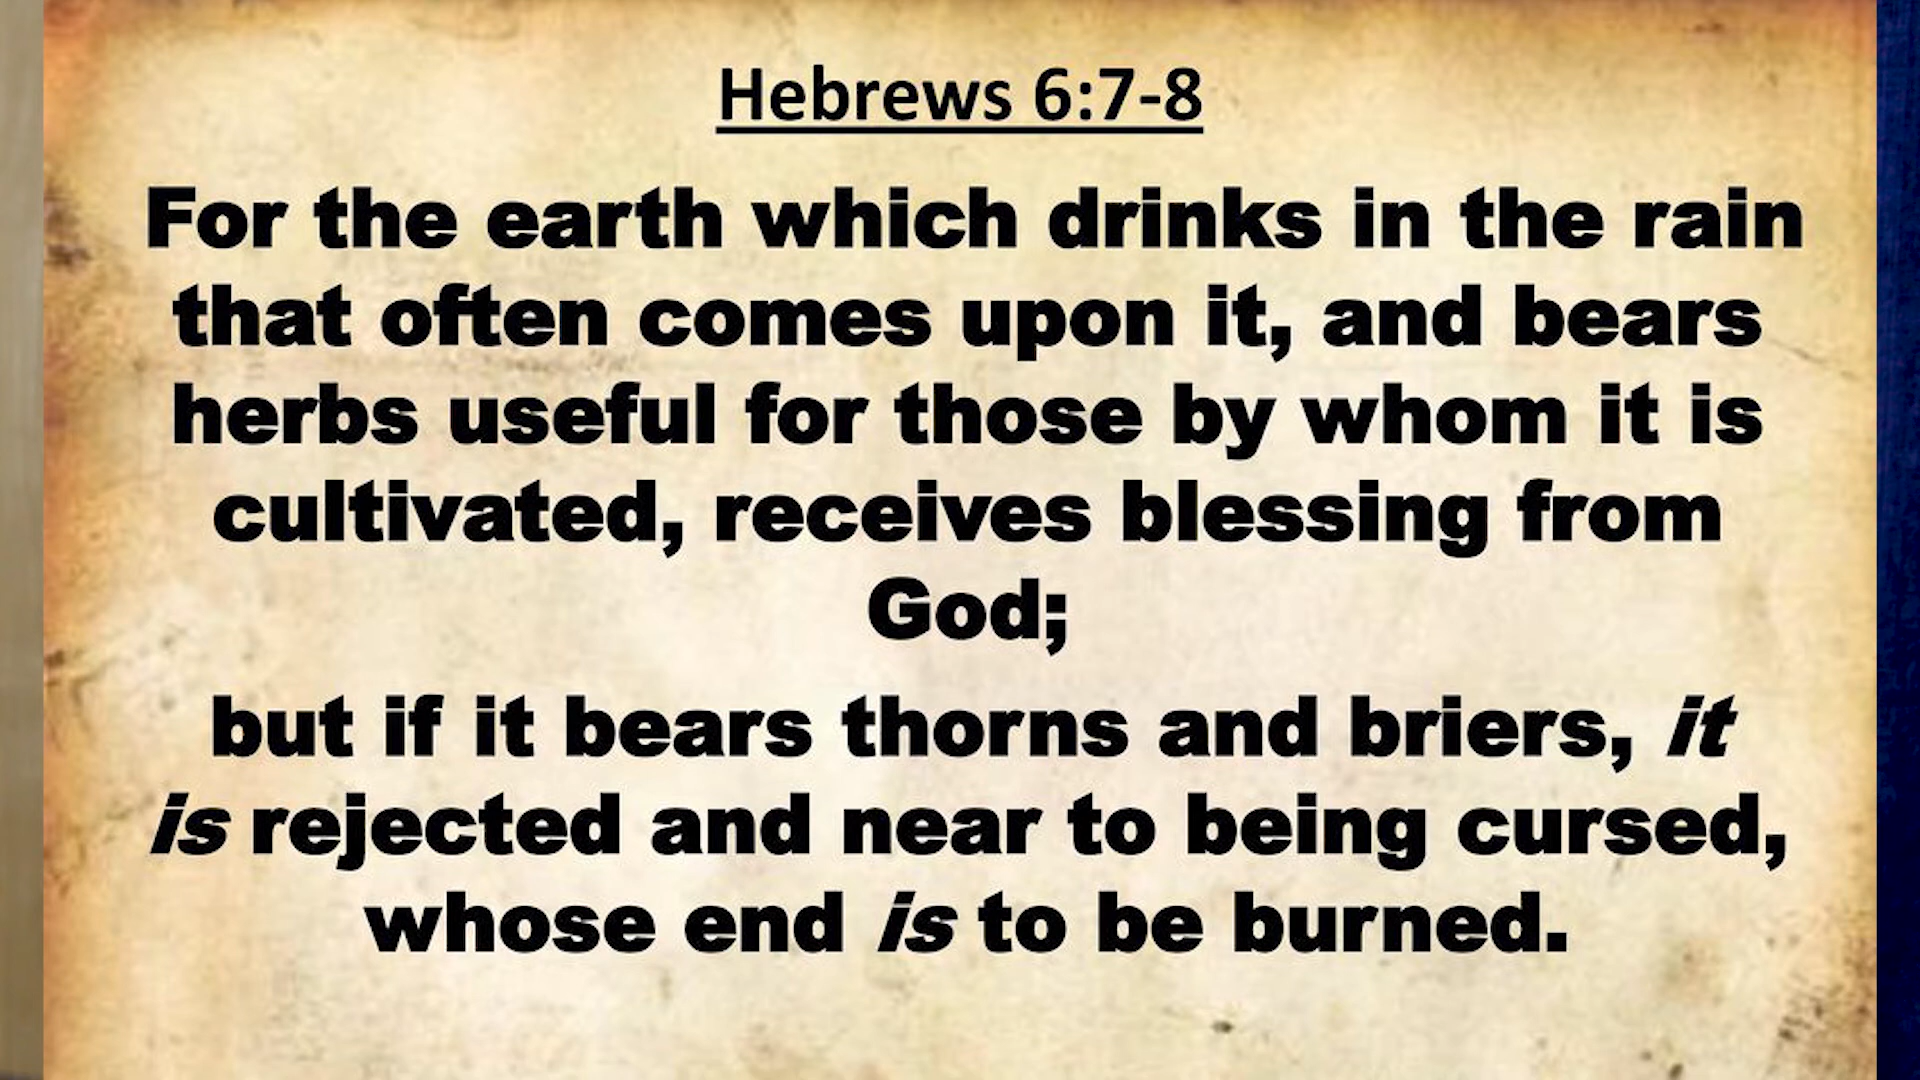 Hebrews 6:7-8
For the earth which drinks in the rain
that often comes upon it, and bears
herbs useful for those by whom it is
cultivated, receives blessing from
God;
but if it bears thorns and briers, it
is rejected and near to being cursed,
whose end is to be burned.